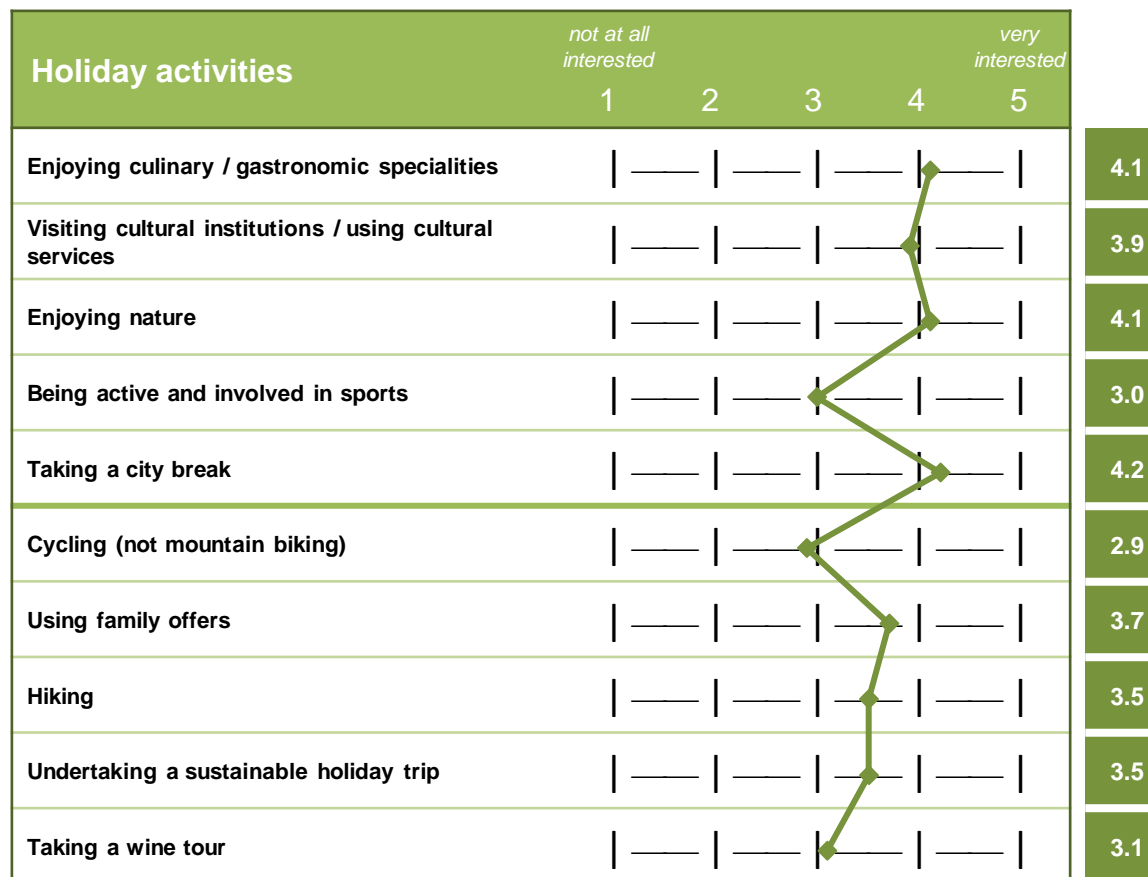 Holiday activities
not at all
interested
very
interested
1 2 3 4 5
Enjoying culinary / gastronomic specialities 4.1
Visiting cultural institutions / using cultural
services 3.9
Enjoying nature 4.1
Being active and involved in sports 3.0
Taking a city break 4.2
Cycling (not mountain biking) 2.9
Using family offers 3.7
Hiking 3.5
Undertaking a sustainable holiday trip 3.5
Taking a wine tour 3.1